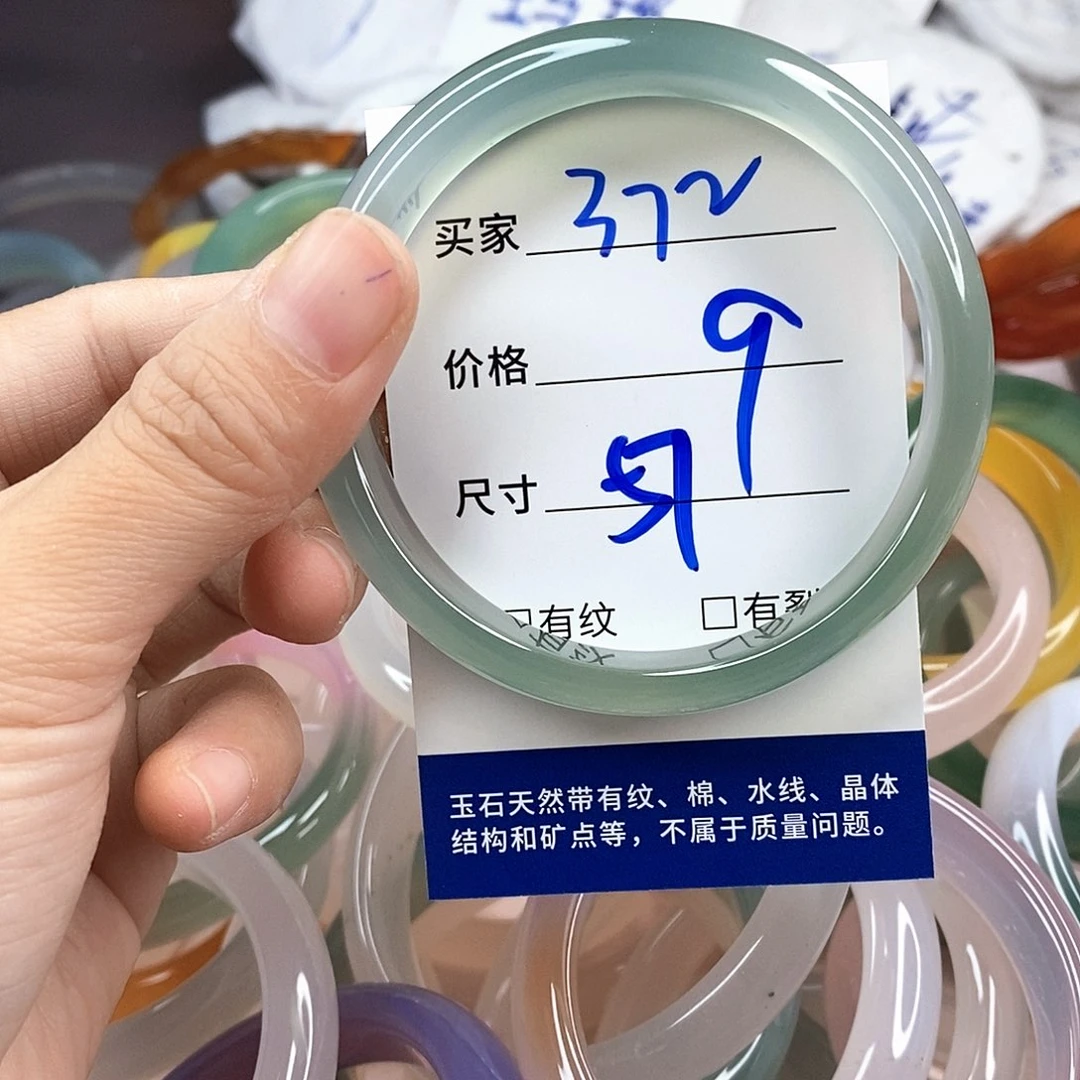 买家 372
价格 9
尺寸 57
□有纹 □有裂
玉石天然带有纹、棉、水线、晶体
结构和矿点等，不属于质量问题。